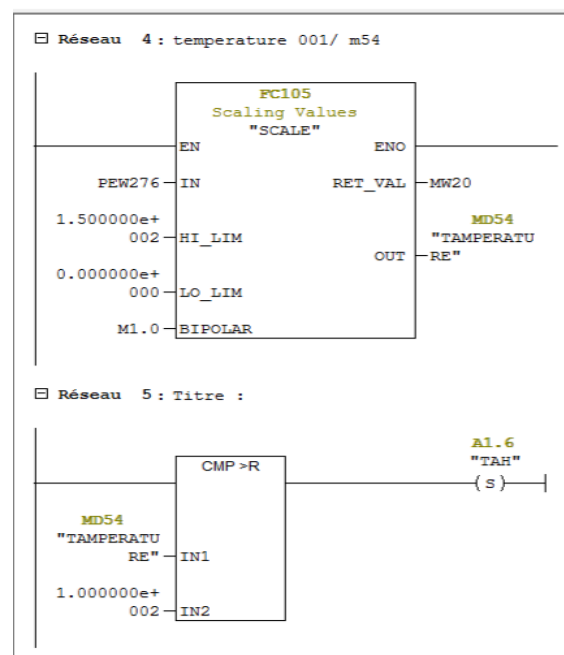 Réseau 4 : temperature 001/ m54
FC105
Scaling Values
"SCALE"
EN ENO
PEW276 IN RET_VAL MW20
1.500000e+
002 HI_LIM
MD54
"TAMPERATU
OUT RE"
0.000000e+
000 LO_LIM
M1.0 BIPOLAR
Réseau 5 : Titre :
A1.6
"TAH"
CMP >R
(S)
MD54
"TAMPERATU
RE" IN1
1.000000e+
002 IN2